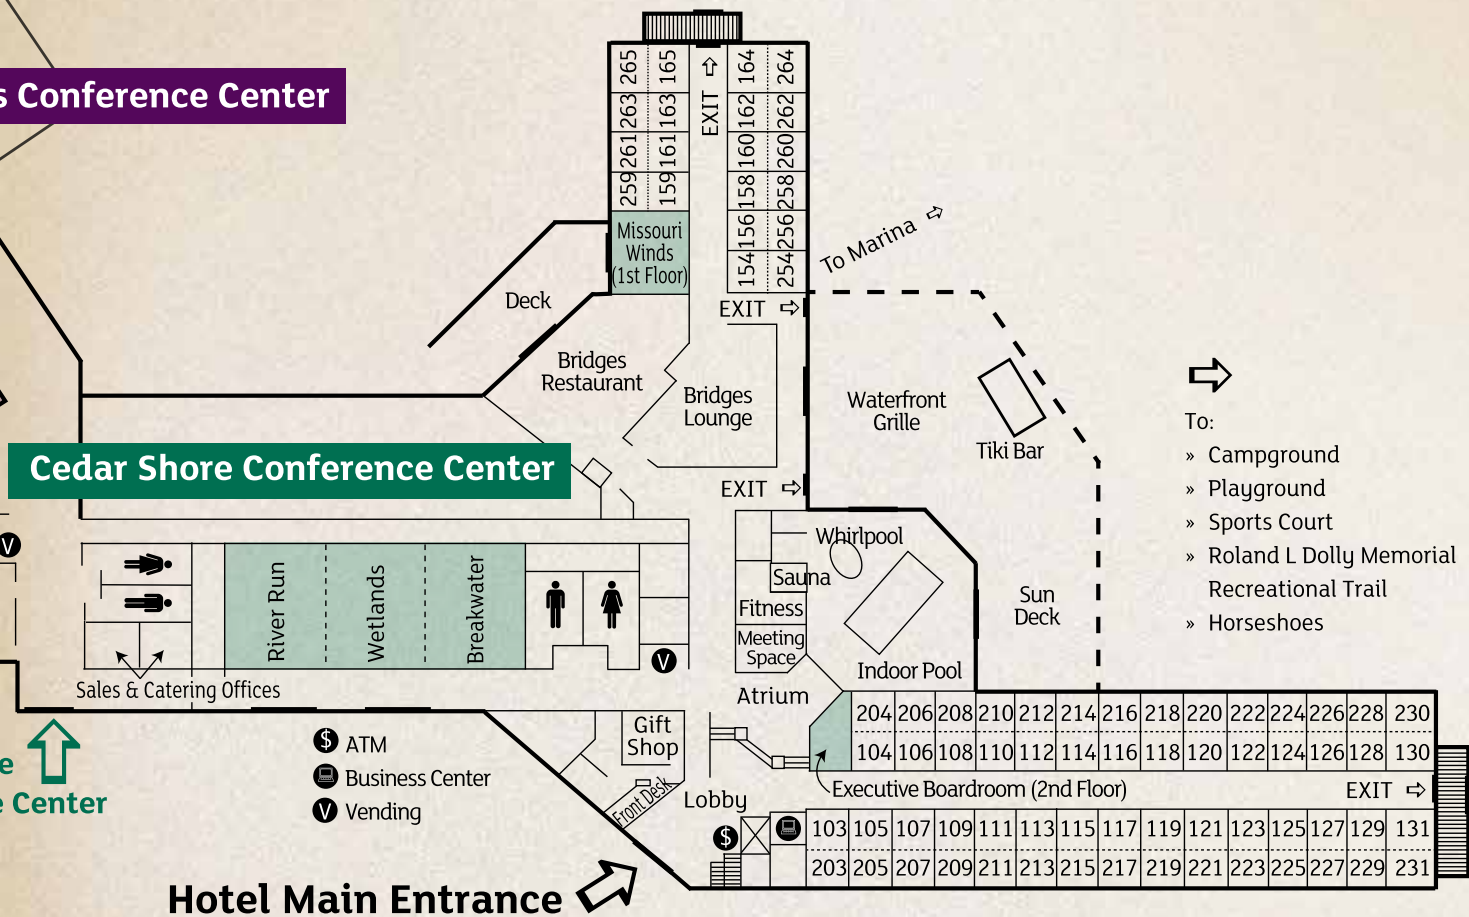 s Conference Center
265
165
164
264
263
163
162
262
261
161
160
260
259
159
158
258
156
256
154
254
EXIT
Missouri
Winds
(1st Floor)
To Marina
Deck
EXIT
Bridges
Restaurant
Bridges
Lounge
Waterfront
Grille
Tiki Bar
To:
» Campground
» Playground
» Sports Court
» Roland L Dolly Memorial
Recreational Trail
» Horseshoes
Cedar Shore Conference Center
EXIT
V
River Run
Wetlands
Breakwater
V
Whirlpool
Sauna
Fitness
Meeting
Space
Indoor Pool
Sun
Deck
Sales & Catering Offices
Atrium
204 206 208 210 212 214 216 218 220 222 224 226 228 230
104 106 108 110 112 114 116 118 120 122 124 126 128 130
Executive Boardroom (2nd Floor)
EXIT
103 105 107 109 111 113 115 117 119 121 123 125 127 129 131
203 205 207 209 211 213 215 217 219 221 223 225 227 229 231
Gift
Shop
Front Desk
Lobby
$
$ ATM
Business Center
V Vending
e
e Center
Hotel Main Entrance